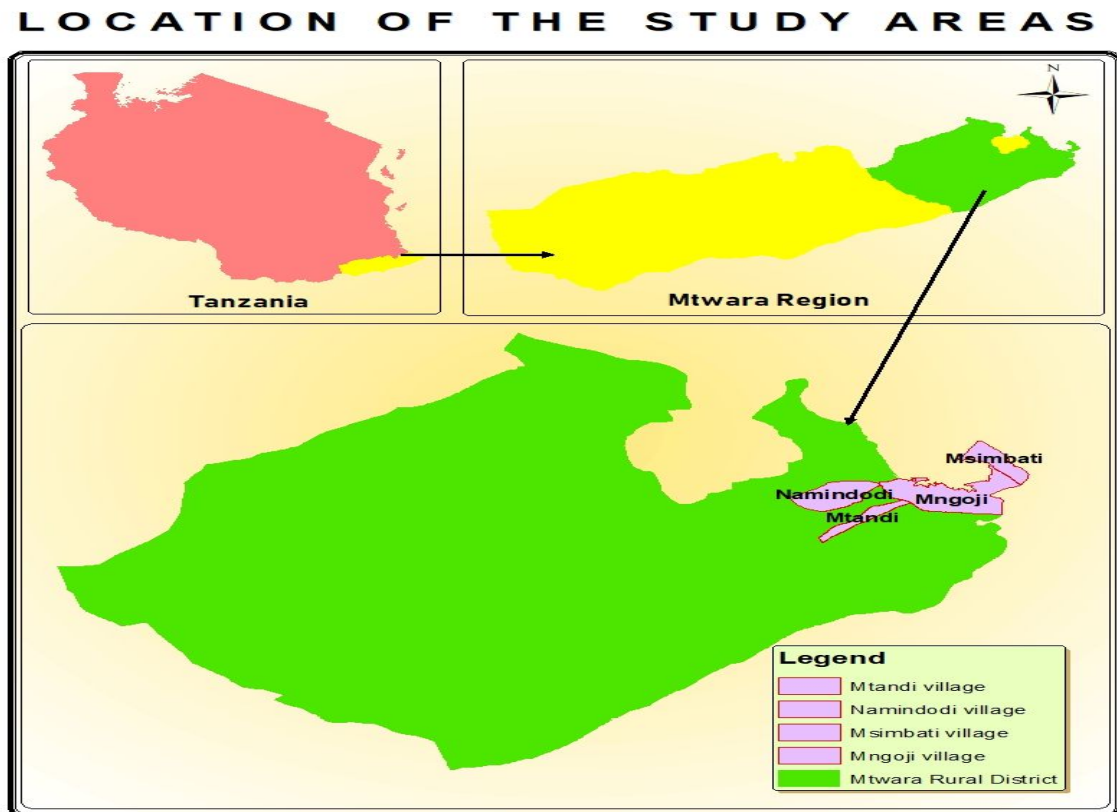 LOCATION OF THE STUDY AREAS
N
Tanzania
Mtwara Region
Msimbati
Namindodi
Mngoji
Mtandi
Legend
Mtandi village
Namindodi village
Msimbati village
Mngoji village
Mtwara Rural District